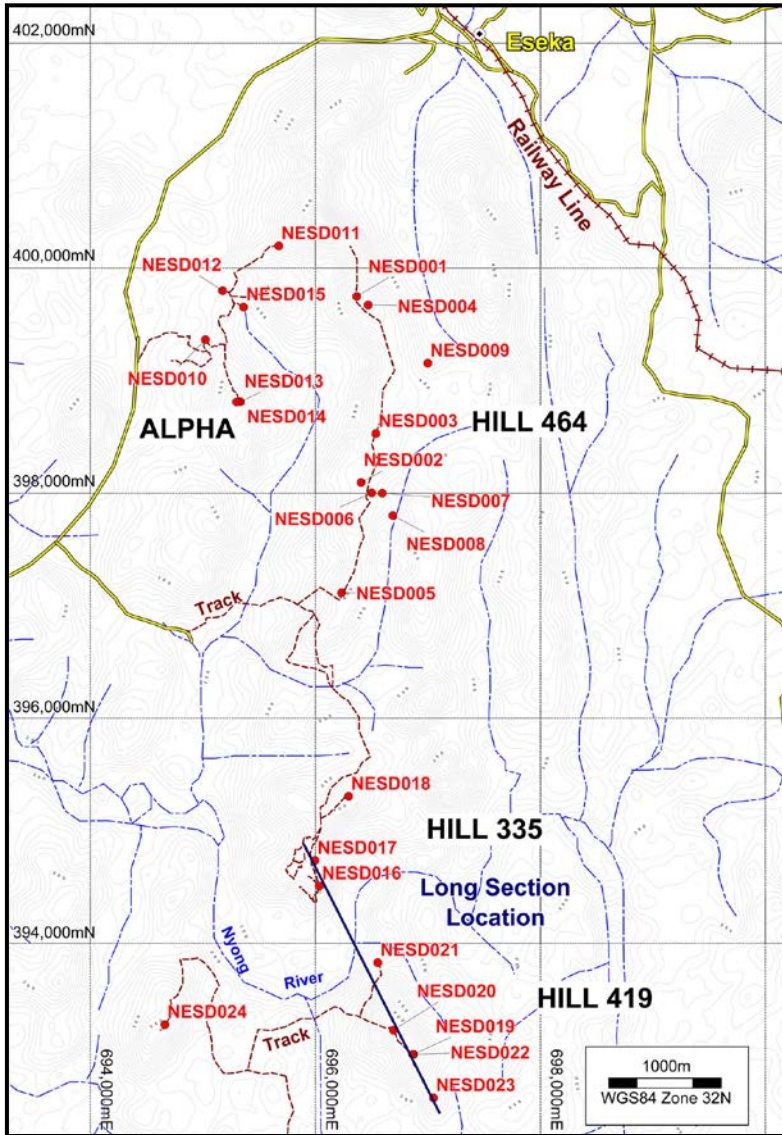 402,000mN
Eseka
Railway Line
NESD011
400,000mN
NESD012
NESD001
NESD015
NESD004
NESD009
NESD010
NESD013
NESD003
NESD014
ALPHA
HILL 464
NESD002
398,000mN
NESD006
NESD007
NESD008
NESD005
Track
396,000mN
NESD018
HILL 335
NESD017
NESD016
Long Section
Location
394,000mN
NESD021
Nyong
River
NESD020
HILL 419
NESD024
NESD019
Track
NESD022
NESD023
694,000mE
696,000mE
698,000mE
1000m
WGS84 Zone 32N